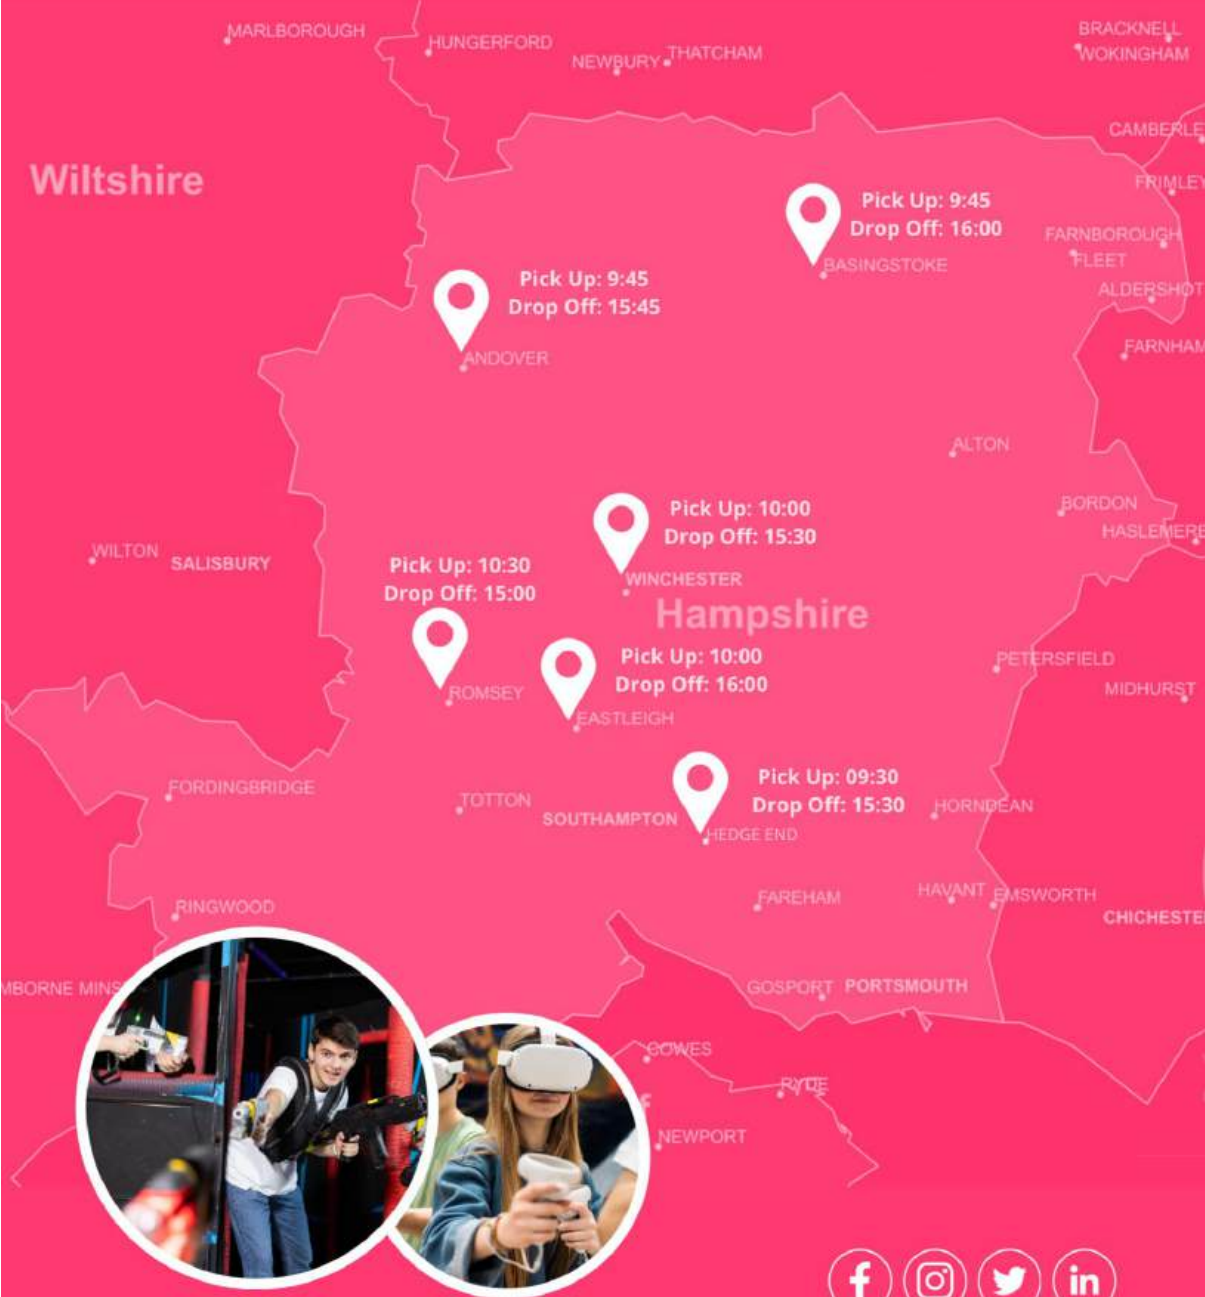 MARLBOROUGH
HUNGERFORD
NEWBURY
THATCHAM
BRACKNELL
WOKINGHAM
CAMBERLE
Wiltshire
FRIMLEY
Pick Up: 9:45
Drop Off: 16:00
BASINGSTOKE
FARNBOROUGH
FLEET
ALDERSHOT
Pick Up: 9:45
Drop Off: 15:45
ANDOVER
FARNHAM
ALTON
BORDON
HASLEMERE
Pick Up: 10:00
Drop Off: 15:30
WINCHESTER
WILTON
SALISBURY
Pick Up: 10:30
Drop Off: 15:00
ROMSEY
Hampshire
Pick Up: 10:00
Drop Off: 16:00
EASTLEIGH
PETERSFIELD
MIDHURST
FORDINGBRIDGE
TOTTON
SOUTHAMPTON
Pick Up: 09:30
Drop Off: 15:30
HEDGE END
HORNDEAN
RINGWOOD
FAREHAM
HAVANT
EMSWORTH
CHICHESTE
MBORNE MINS
GOSPORT
PORTSMOUTH
COWES
RYDE
f
NEWPORT
f
in